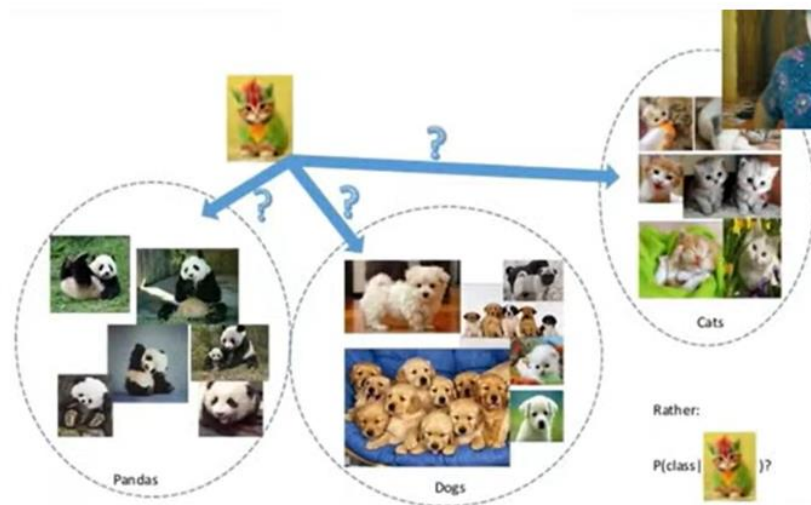 ?
?
?
Cats
Rather:
P(class| )?
Pandas
Dogs